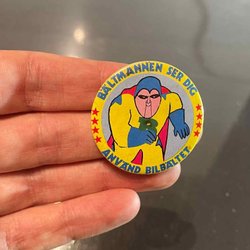 BÄLTMANNEN SER DIG
B
ANVÄND BILBÄLTET